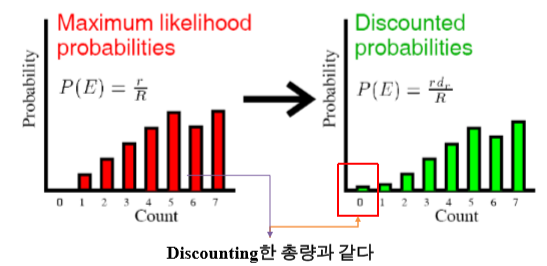 Maximum likelihood
probabilities
P(E) = r/R
Probability
0 1 2 3 4 5 6 7
Count
Discounted
probabilities
P(E) = rd_r/R
Probability
0 1 2 3 4 5 6 7
Count
Discounting한 총량과 같다